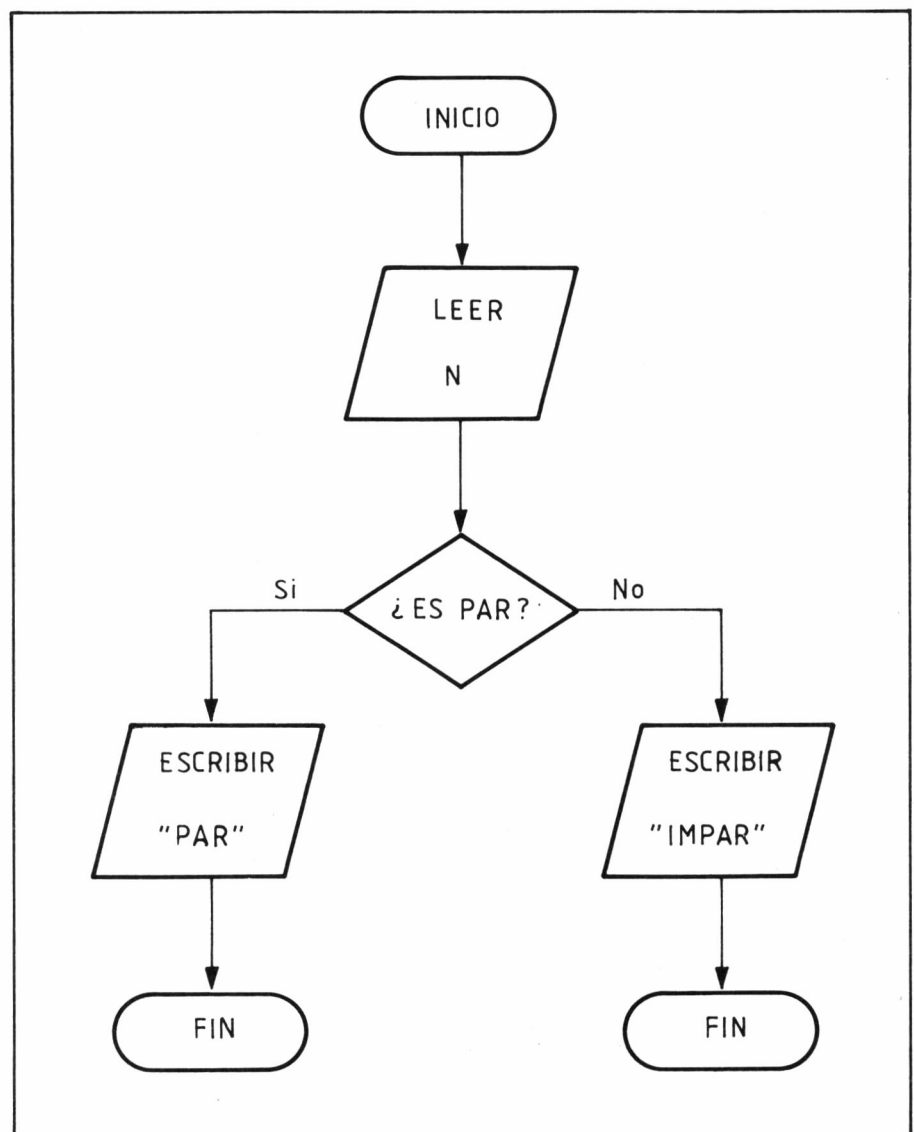 INICIO
LEER
N
¿ES PAR?
Si
No
ESCRIBIR
"PAR"
ESCRIBIR
"IMPAR"
FIN
FIN